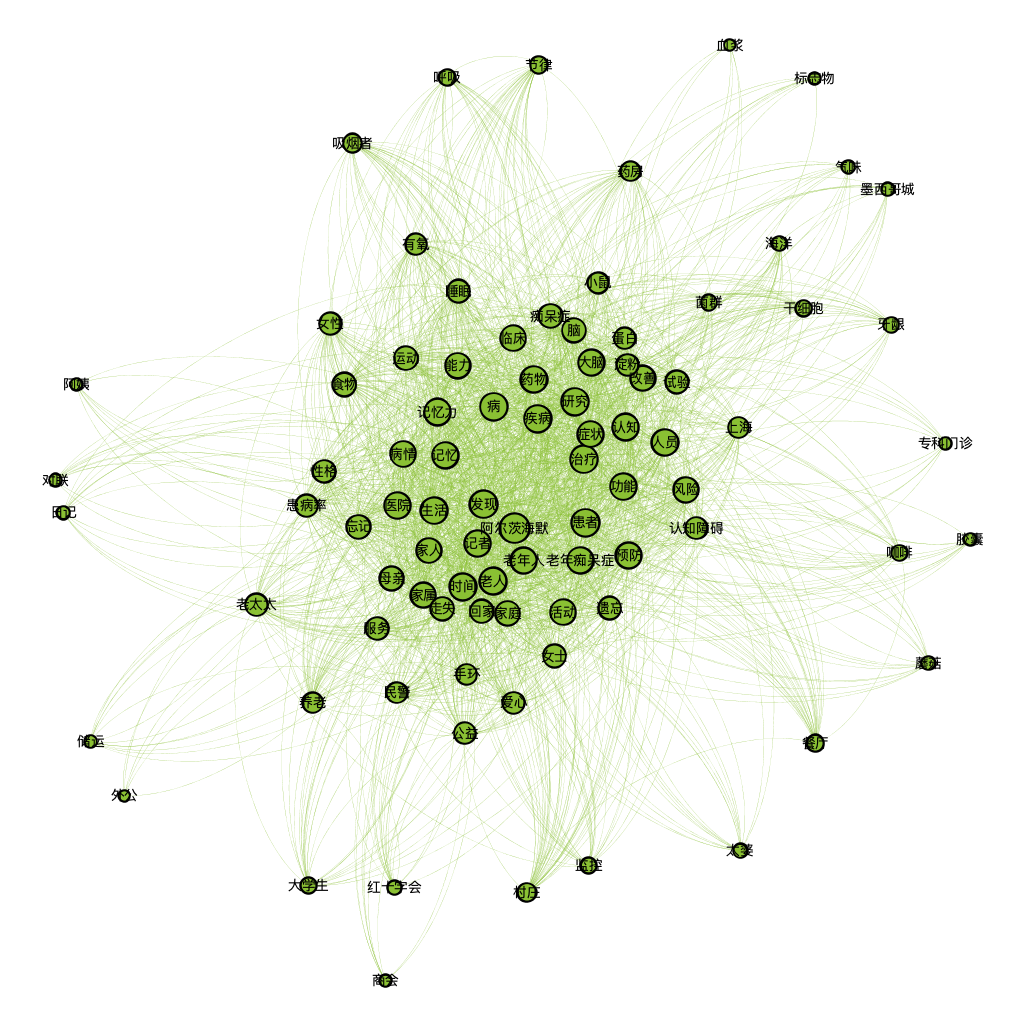 血浆
节律
呼吸
标志物
吸烟者
气味
药房
墨西哥城
有氧
海洋
小鼠
睡眠
菌群
干细胞
痴呆症
女性
牙龈
脑
临床
蛋白
运动
大脑
淀粉
能力
改善
药物
试验
食物
阿姨
研究
病
记忆力
疾病
认知
上海
症状
人员
专科门诊
病情
记忆
治疗
性格
对联
功能
风险
发现
患病率
医院
生活
日记
患者
忘记
阿尔茨海默
认知障碍
胶囊
记者
家人
咖啡
预防
老年人
老年痴呆症
母亲
老人
时间
家属
老太太
走失
遗忘
回家
家庭
活动
服务
女士
蘑菇
手环
民警
养老
爱心
公益
储运
餐厅
外公
太婆
监控
大学生
红十字会
村庄
商会